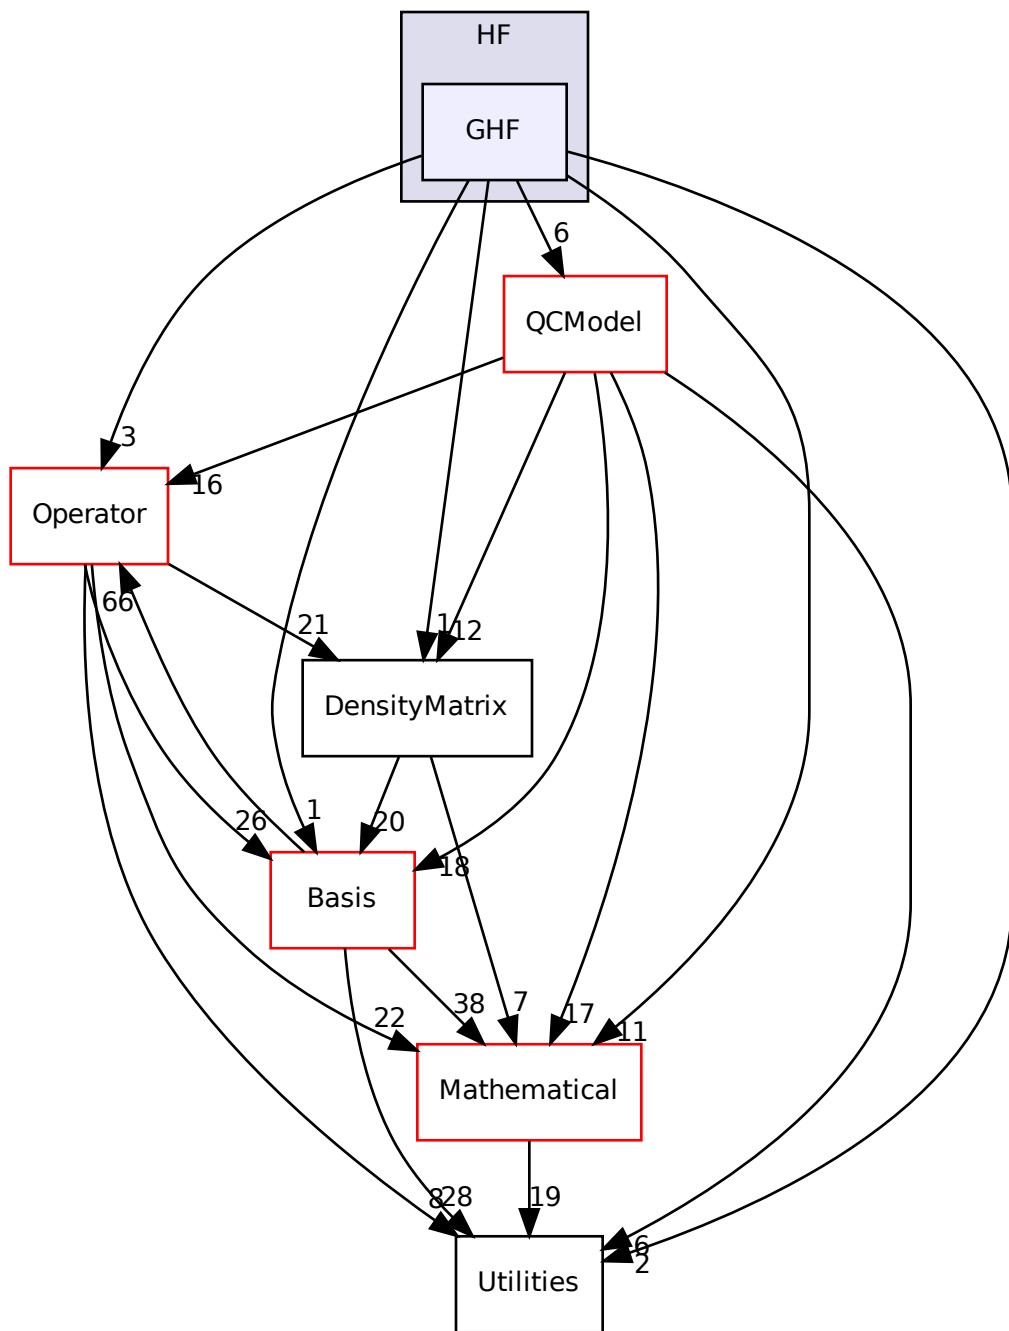 HF
GHF
6
QCModel
3
16
Operator
66
21
1
12
DensityMatrix
1
26
20
18
Basis
38
7
17
22
11
Mathematical
8
28
19
6
2
Utilities